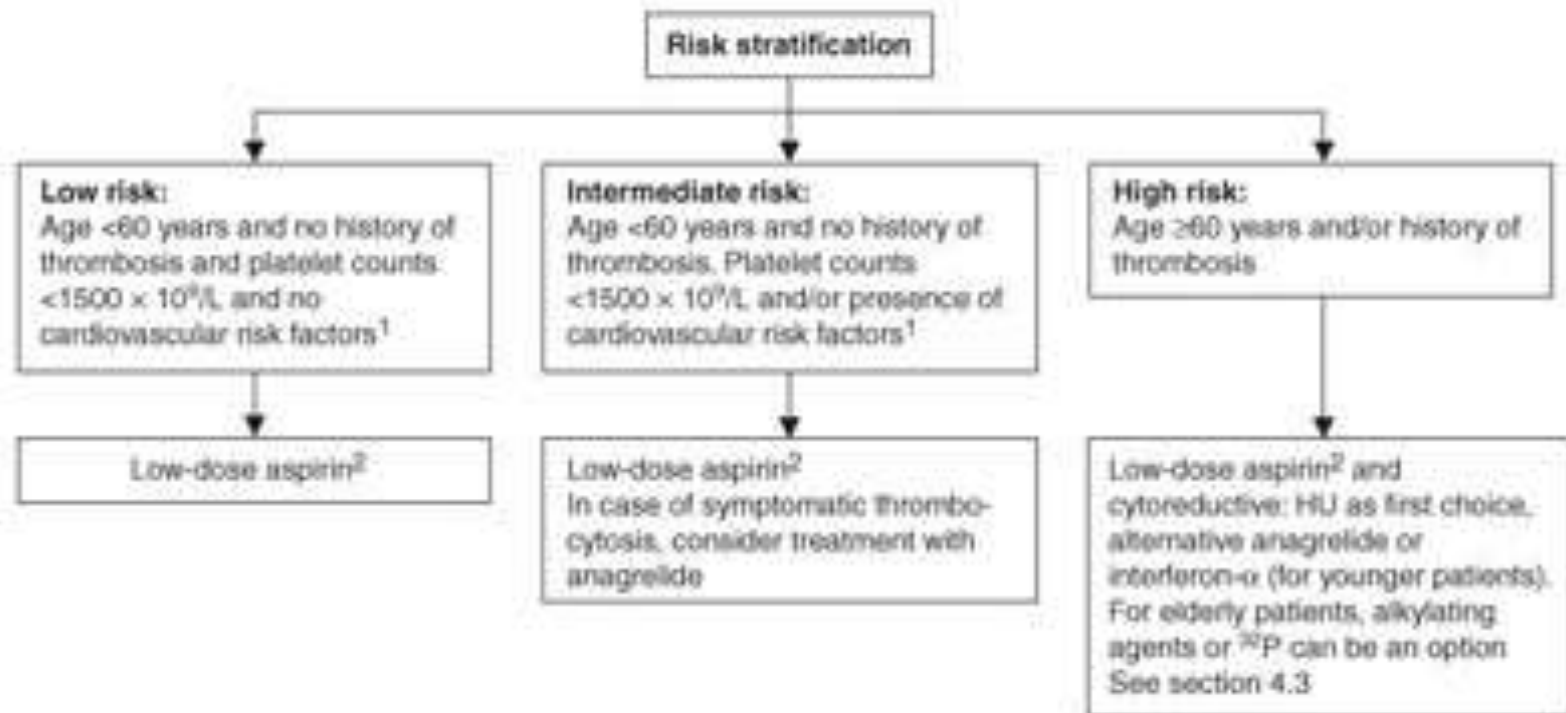 Risk stratification
Low risk:
Age <60 years and no history of
thrombosis and platelet counts
<1500 × 10⁹/L and no
cardiovascular risk factors¹
Intermediate risk:
Age <60 years and no history of
thrombosis. Platelet counts
<1500 × 10⁹/L and/or presence of
cardiovascular risk factors¹
High risk:
Age ≥60 years and/or history of
thrombosis
Low-dose aspirin²
Low-dose aspirin²
In case of symptomatic thrombo-
cytosis, consider treatment with
anagrelide
Low-dose aspirin² and
cytoreductive: HU as first choice,
alternative anagrelide or
interferon-α (for younger patients).
For elderly patients, alkylating
agents or ³²P can be an option
See section 4.3